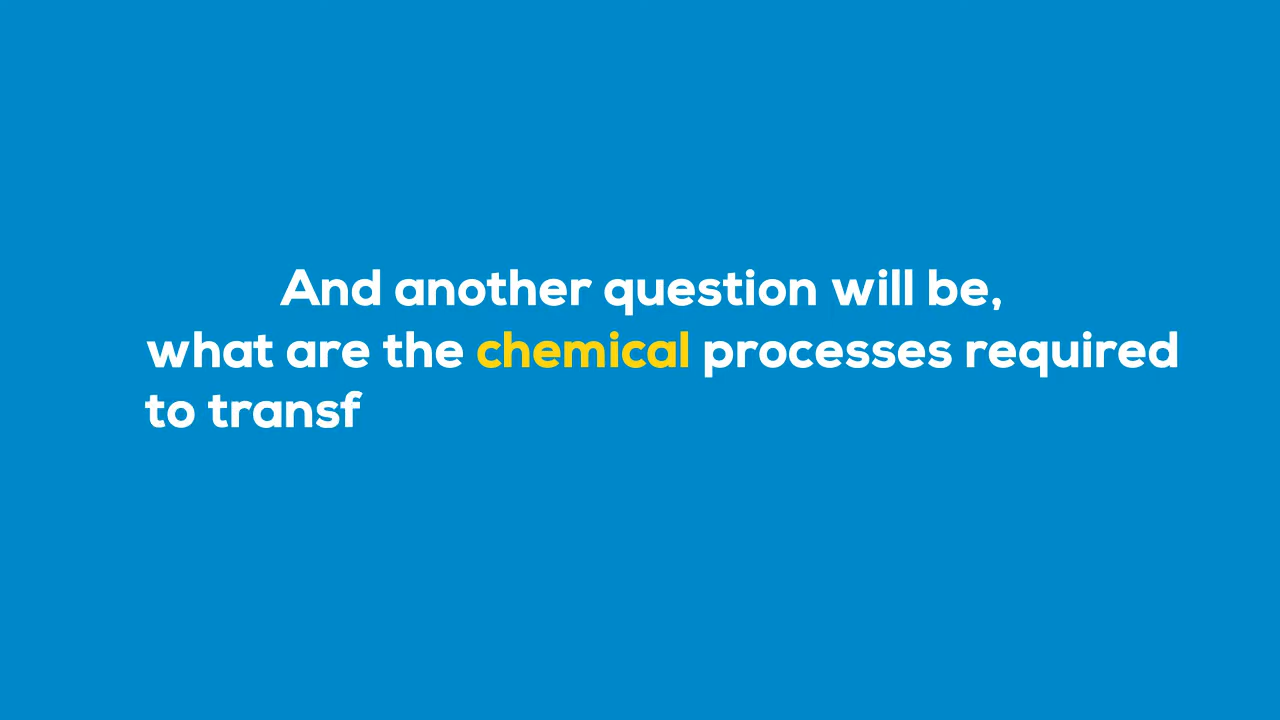 And another question will be,
what are the chemical processes required
to transf